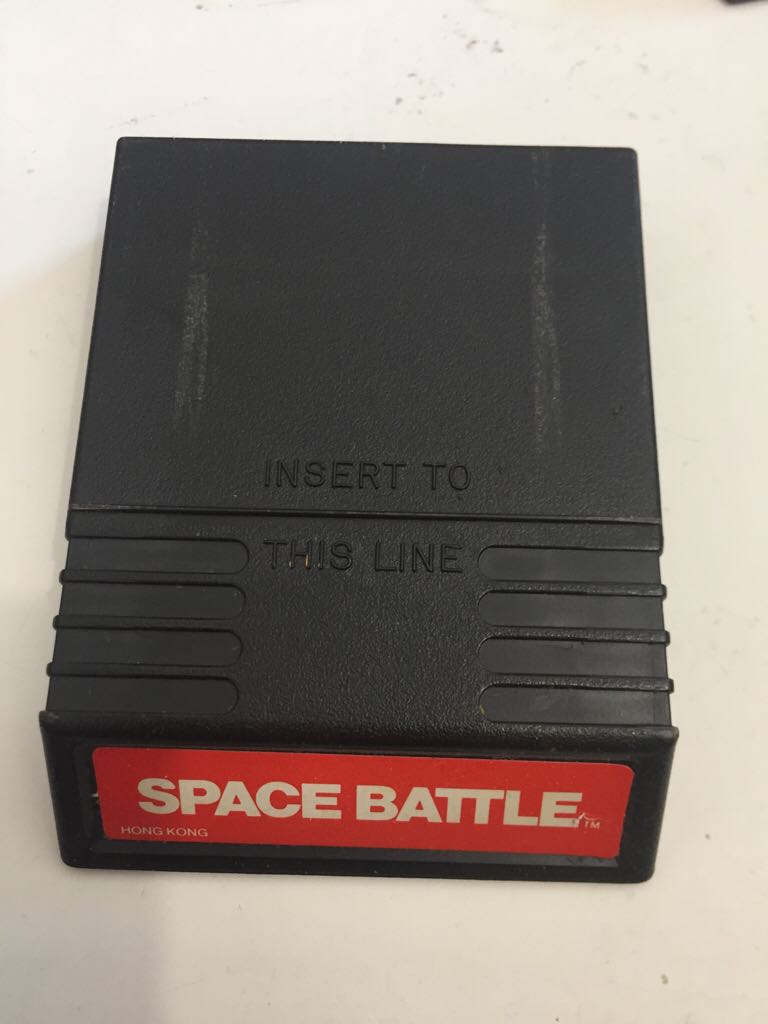 INSERT TO
THIS LINE
SPACE BATTLE TM
HONG KONG